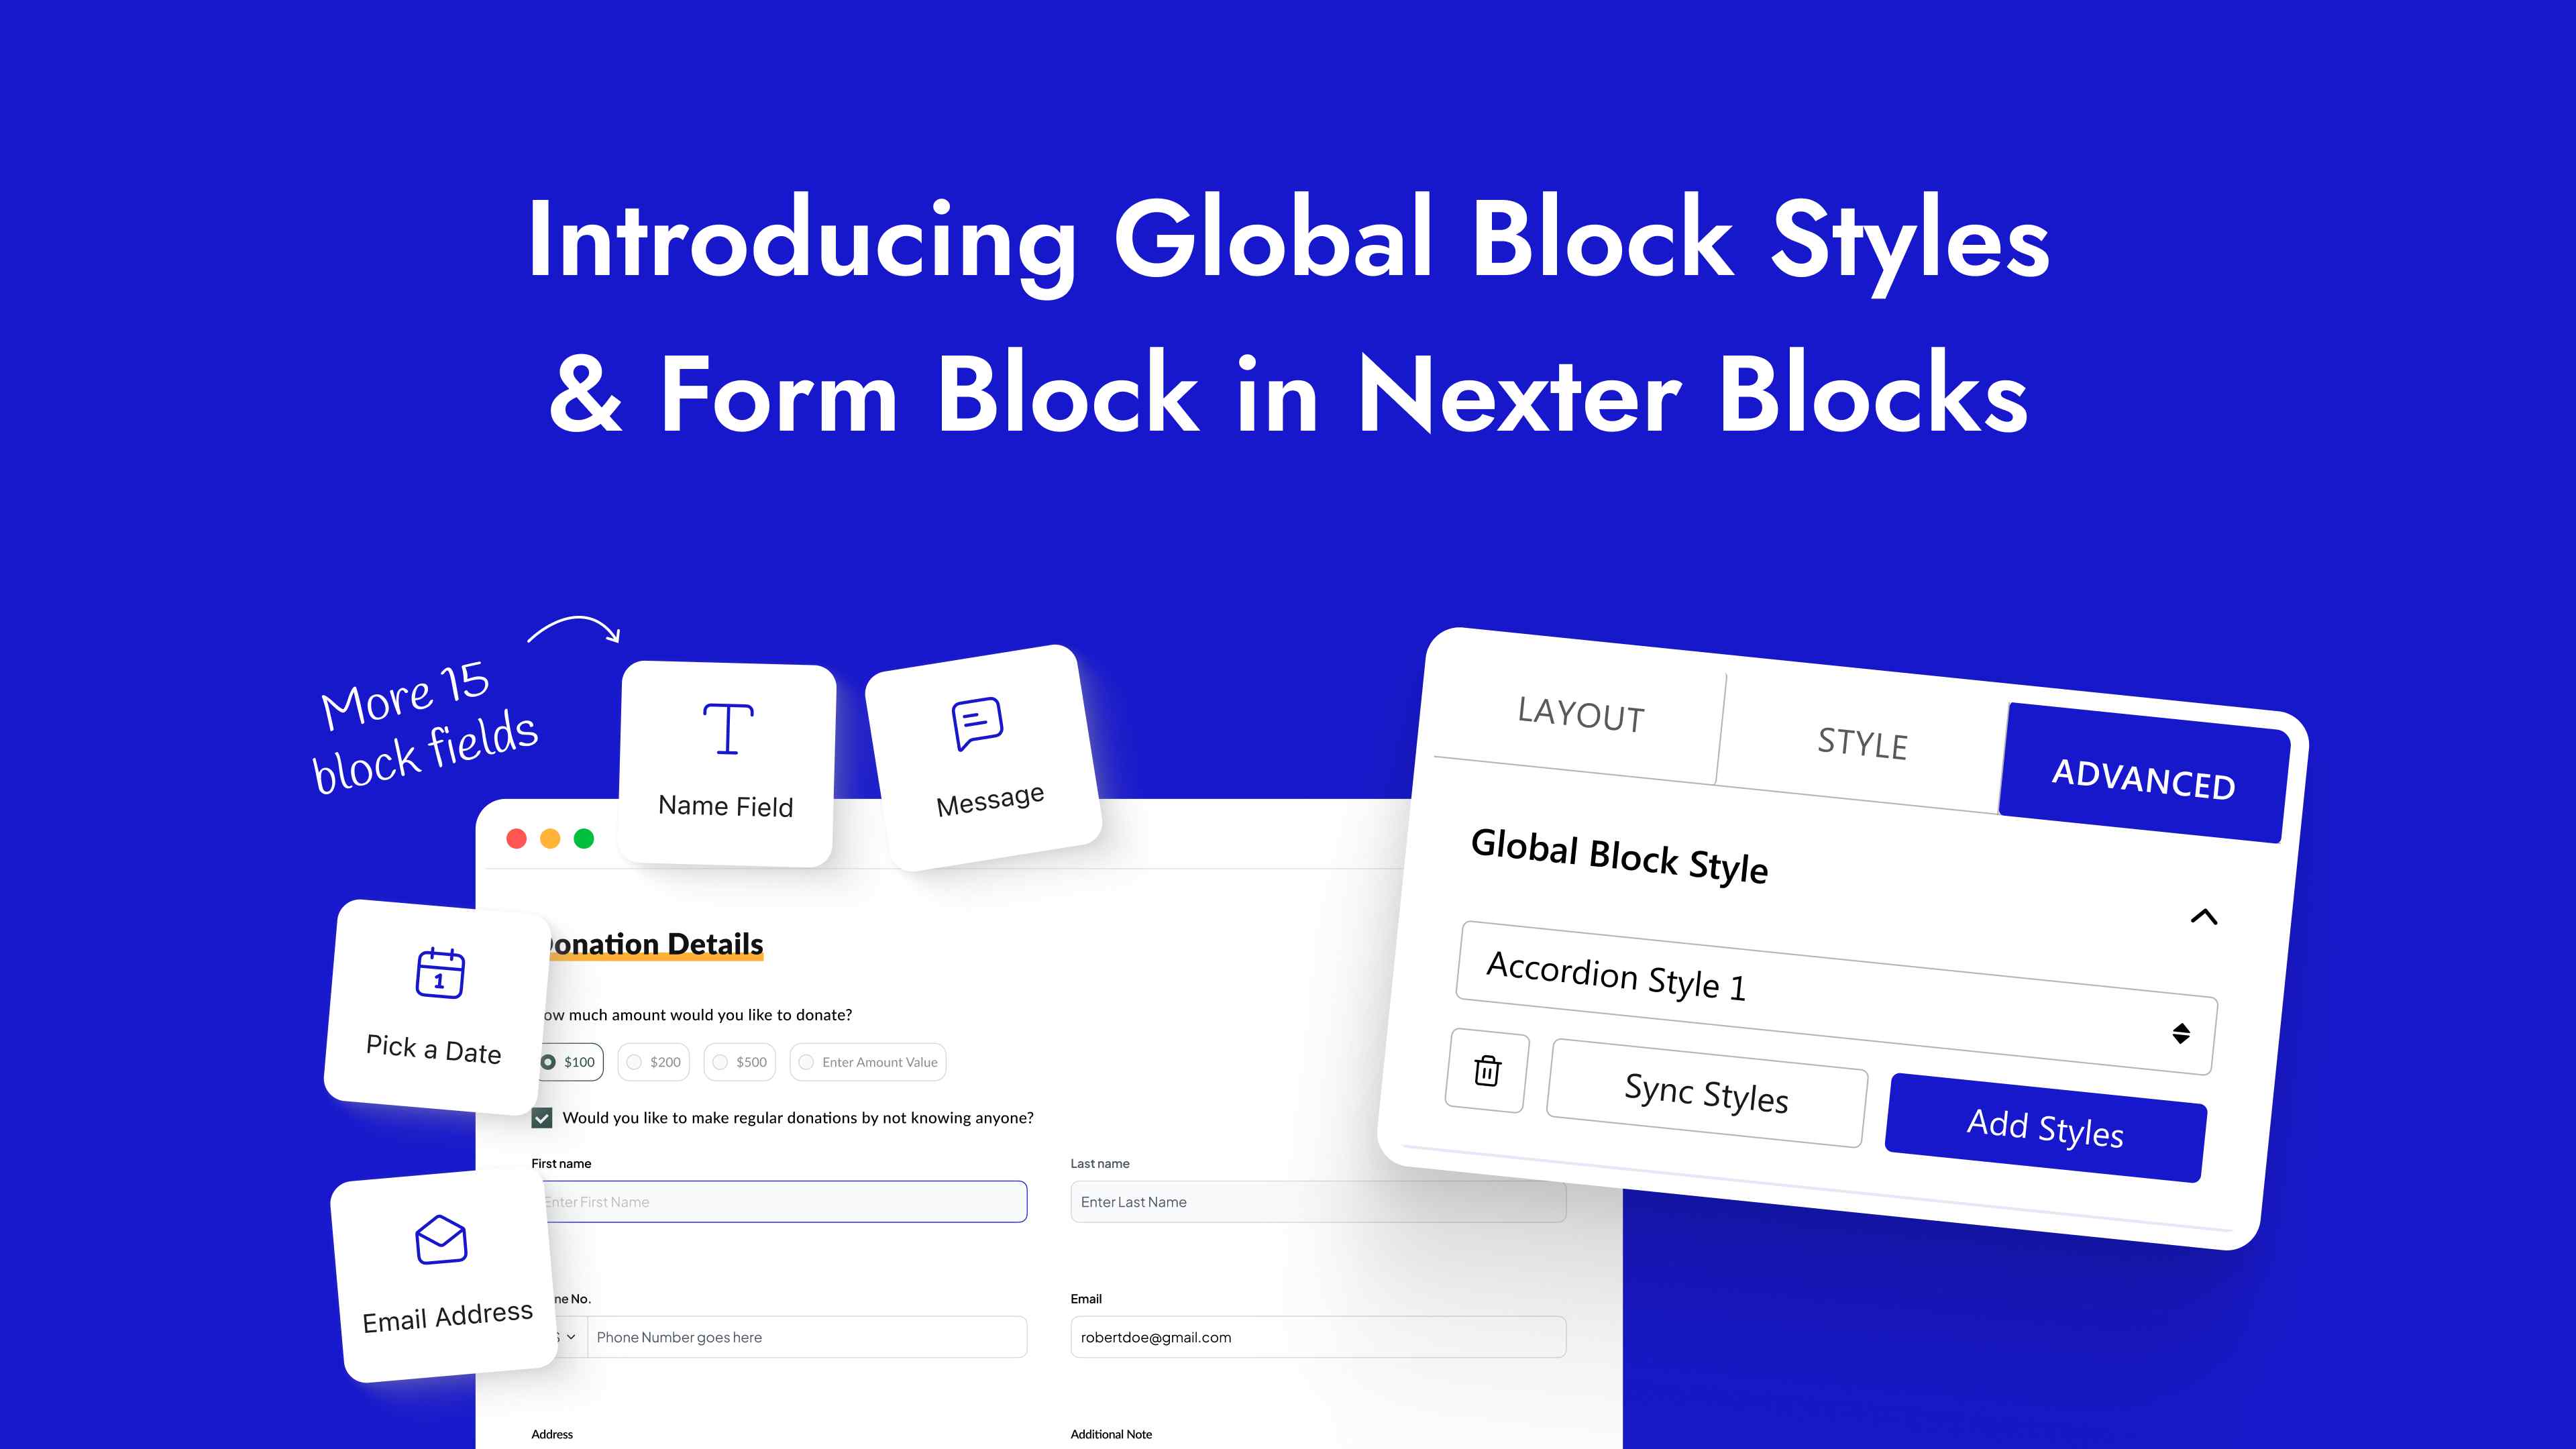 Introducing Global Block Styles
& Form Block in Nexter Blocks
More 15
block fields
Name Field
Message
Pick a Date
1
Email Address
onation Details
ow much amount would you like to donate?
$100
$200
$500
Enter Amount Value
Would you like to make regular donations by not knowing anyone?
First name
Last name
Enter First Name
Enter Last Name
ne No.
Email
Phone Number goes here
robertdoe@gmail.com
Address
Additional Note
LAYOUT
STYLE
ADVANCED
Global Block Style
Accordion Style 1
Sync Styles
Add Styles